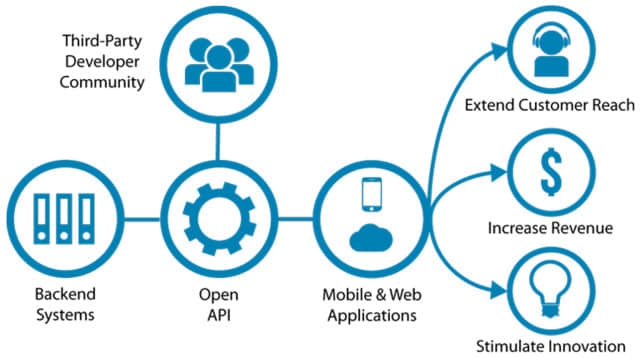 Third-Party
Developer
Community
Extend Customer Reach
$
Increase Revenue
Backend
Systems
Open
API
Mobile & Web
Applications
Stimulate Innovation